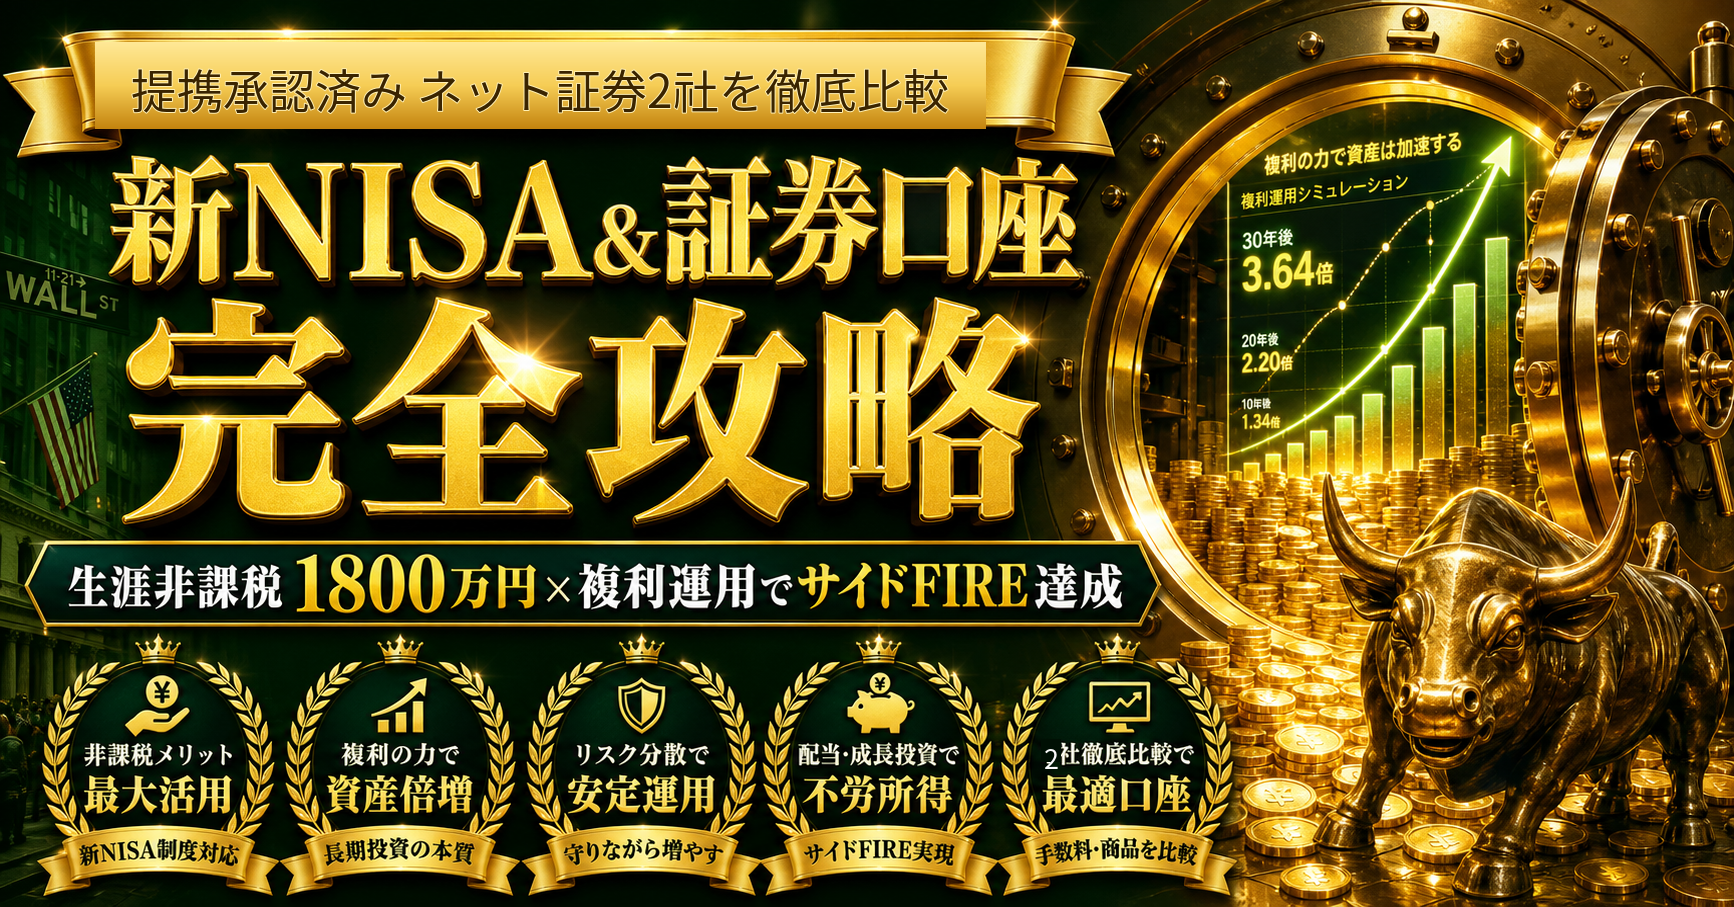 提携承認済み ネット証券2社を徹底比較
新NISA&証券口座
完全攻略
生涯非課税 1800万円×複利運用でサイドFIRE達成
非課税メリット
最大活用
新NISA制度対応
複利の力で
資産倍増
長期投資の本質
リスク分散で
安定運用
守りながら増やす
配当・成長投資で
不労所得
サイドFIRE実現
2社徹底比較で
最適口座
手数料・商品を比較
複利の力で資産は加速する
複利運用シミュレーション
30年後
3.64倍
20年後
2.20倍
10年後
1.34倍
11-21→
WALL ST